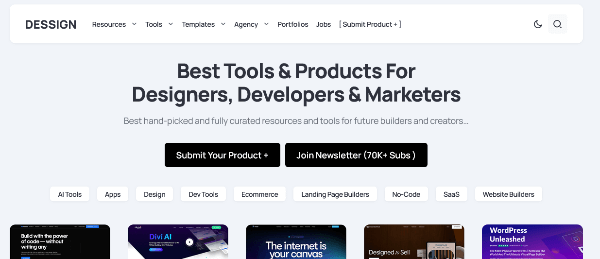 DESSIGN Resources Tools Templates Agency Portfolios Jobs [ Submit Product + ]
Best Tools & Products For
Designers, Developers & Marketers
Best hand-picked and fully curated resources and tools for future builders and creators...
Submit Your Product + Join Newsletter (70K+ Subs )
AI Tools Apps Design Dev Tools Ecommerce Landing Page Builders No-Code SaaS Website Builders
Build with the power
of code — without
writing any
Divi AI
The internet is
your canvas
Designed to Sell
WordPress
Unleashed